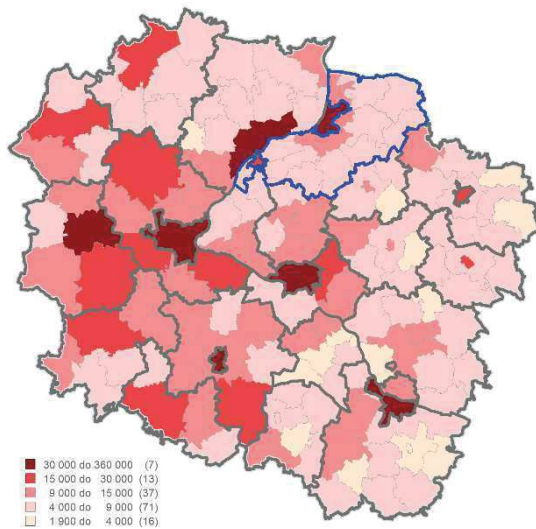 30 000 do 360 000 (7)
15 000 do 30 000 (13)
9 000 do 15 000 (37)
4 000 do 9 000 (71)
1 900 do 4 000 (16)